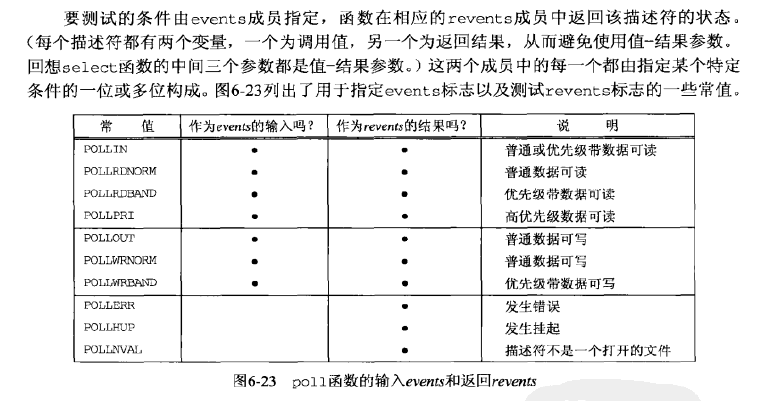 要测试的条件由events成员指定，函数在相应的revents成员中返回该描述符的状态。
（每个描述符都有两个变量，一个为调用值，另一个为返回结果，从而避免使用值-结果参数。
回想select函数的中间三个参数都是值-结果参数。）这两个成员中的每一个都由指定某个特定
条件的一位或多位构成。图6-23列出了用于指定events标志以及测试revents标志的一些常值。
常 值 作为events的输入吗？ 作为revents的结果吗？ 说 明
POLLIN • • 普通或优先级带数据可读
POLLRDNORM • • 普通数据可读
POLLRDBAND • • 优先级带数据可读
POLLPRI • • 高优先级数据可读
POLLOUT • • 普通数据可写
POLLWRNORM • • 普通数据可写
POLLWRBAND • • 优先级带数据可写
POLLERR • 发生错误
POLLHUP • 发生挂起
POLLNVAL • 描述符不是一个打开的文件
图6-23 poll函数的输入events和返回revents